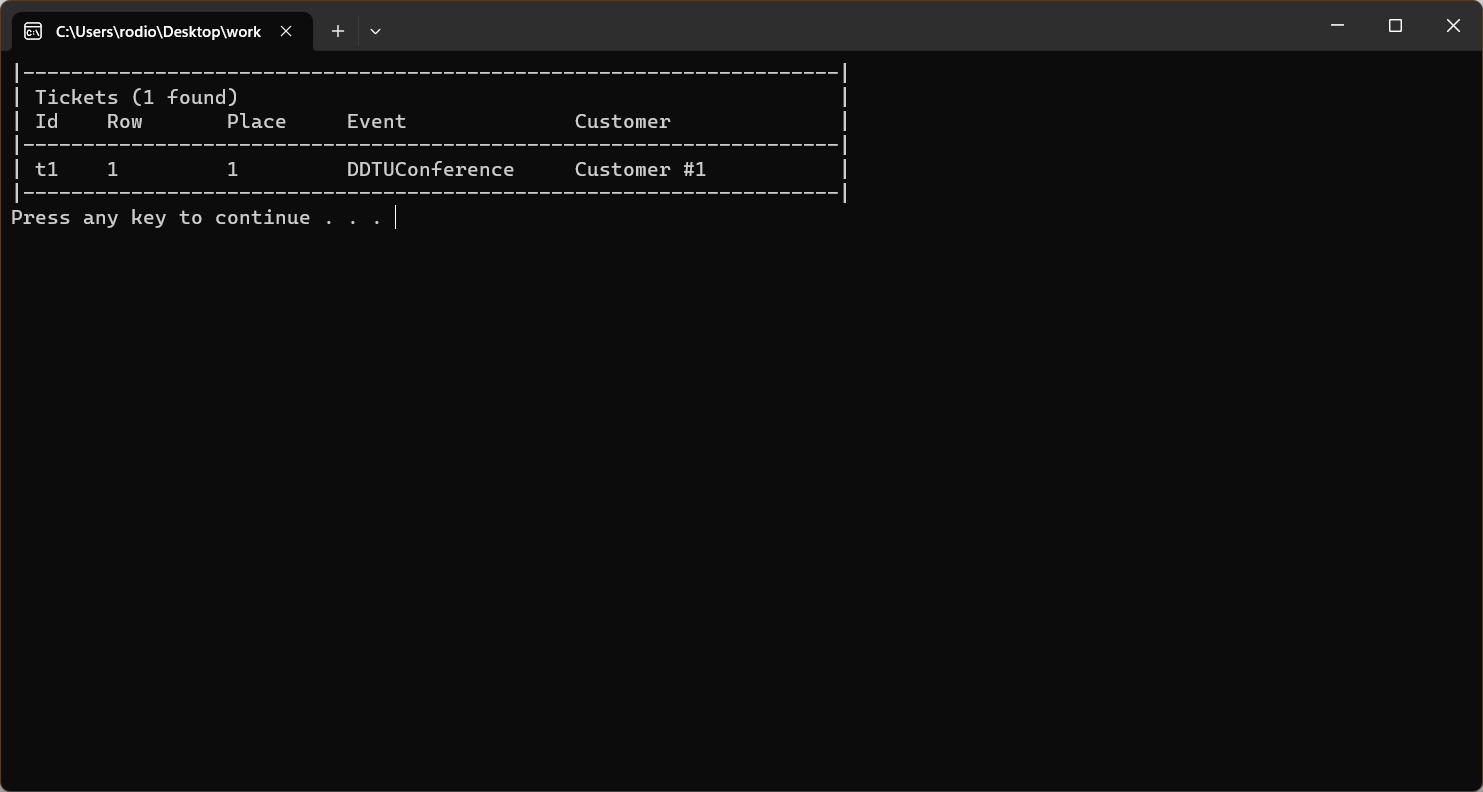 C:\Users\rodio\Desktop\work
|--------------------------------------------------------------------|
| Tickets (1 found)                                                  |
| Id    Row       Place     Event              Customer              |
|--------------------------------------------------------------------|
| t1    1         1         DDTUConference     Customer #1           |
|--------------------------------------------------------------------|
Press any key to continue . . .